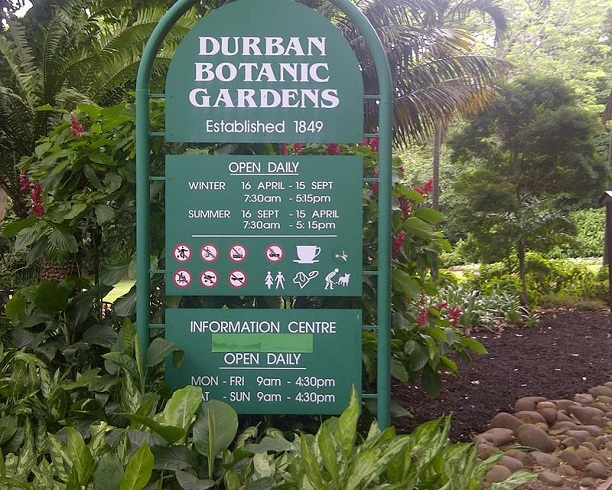 DURBAN
BOTANIC
GARDENS
Established 1849
OPEN DAILY
WINTER 16 APRIL - 15 SEPT
7:30am - 5:15pm
SUMMER 16 SEPT - 15 APRIL
7:30am - 5:15pm
INFORMATION CENTRE
OPEN DAILY
MON - FRI 9am - 4:30pm
SAT - SUN 9am - 4:30pm